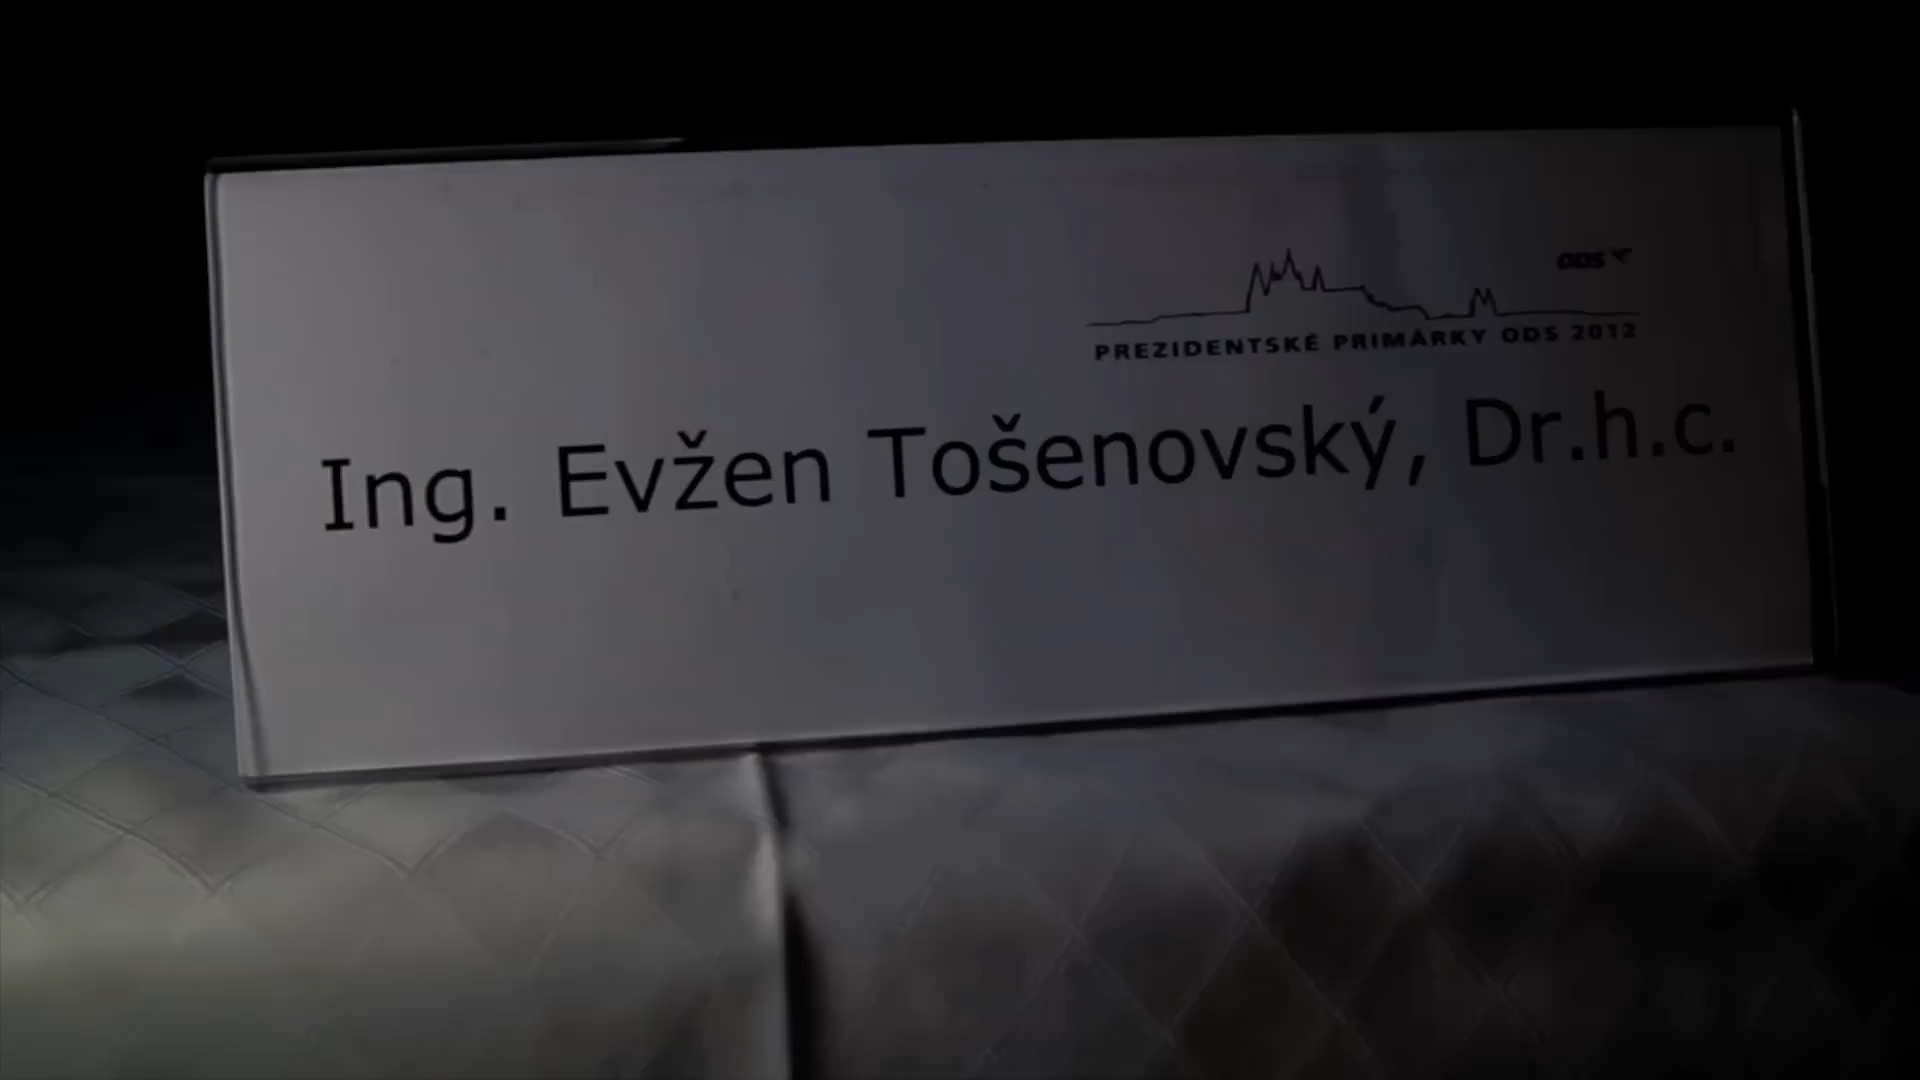 ODS
PREZIDENTSKÉ PRIMÁRKY ODS 2012
Ing. Evžen Tošenovský, Dr.h.c.